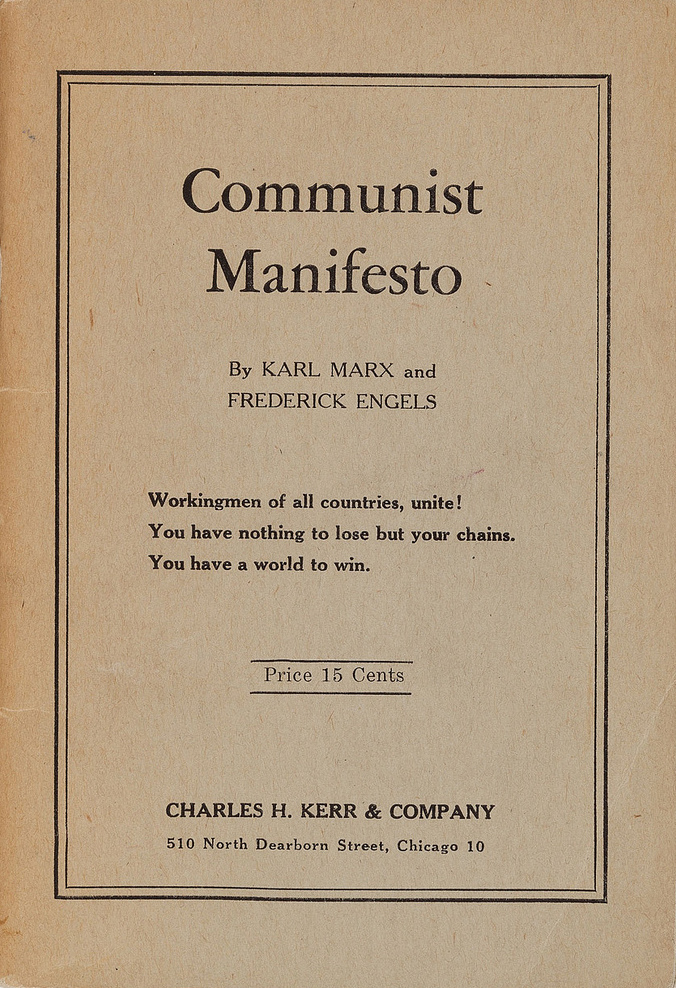 Communist
Manifesto
By KARL MARX and
FREDERICK ENGELS
Workingmen of all countries, unite!
You have nothing to lose but your chains.
You have a world to win.
Price 15 Cents
CHARLES H. KERR & COMPANY
510 North Dearborn Street, Chicago 10